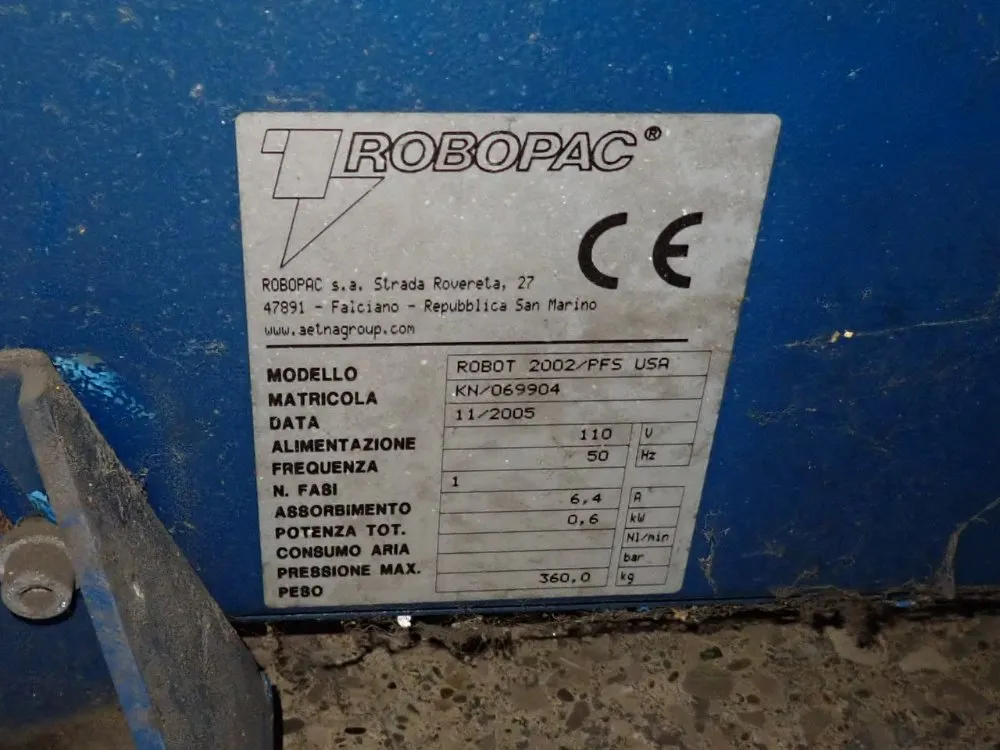 ROBOPAC®
CE
ROBOPAC s.a. Strada Rovereta, 27
47891 - Falciano - Repubblica San Marino
www.aetnagroup.com
MODELLO ROBOT 2002/PFS USA
MATRICOLA KN/069904
DATA 11/2005
ALIMENTAZIONE 110 V
FREQUENZA 50 Hz
N. FASI 1
ASSORBIMENTO 6,4 A
POTENZA TOT. 0,6 kW
CONSUMO ARIA Nl/min
PRESSIONE MAX. bar
PESO 360,0 kg